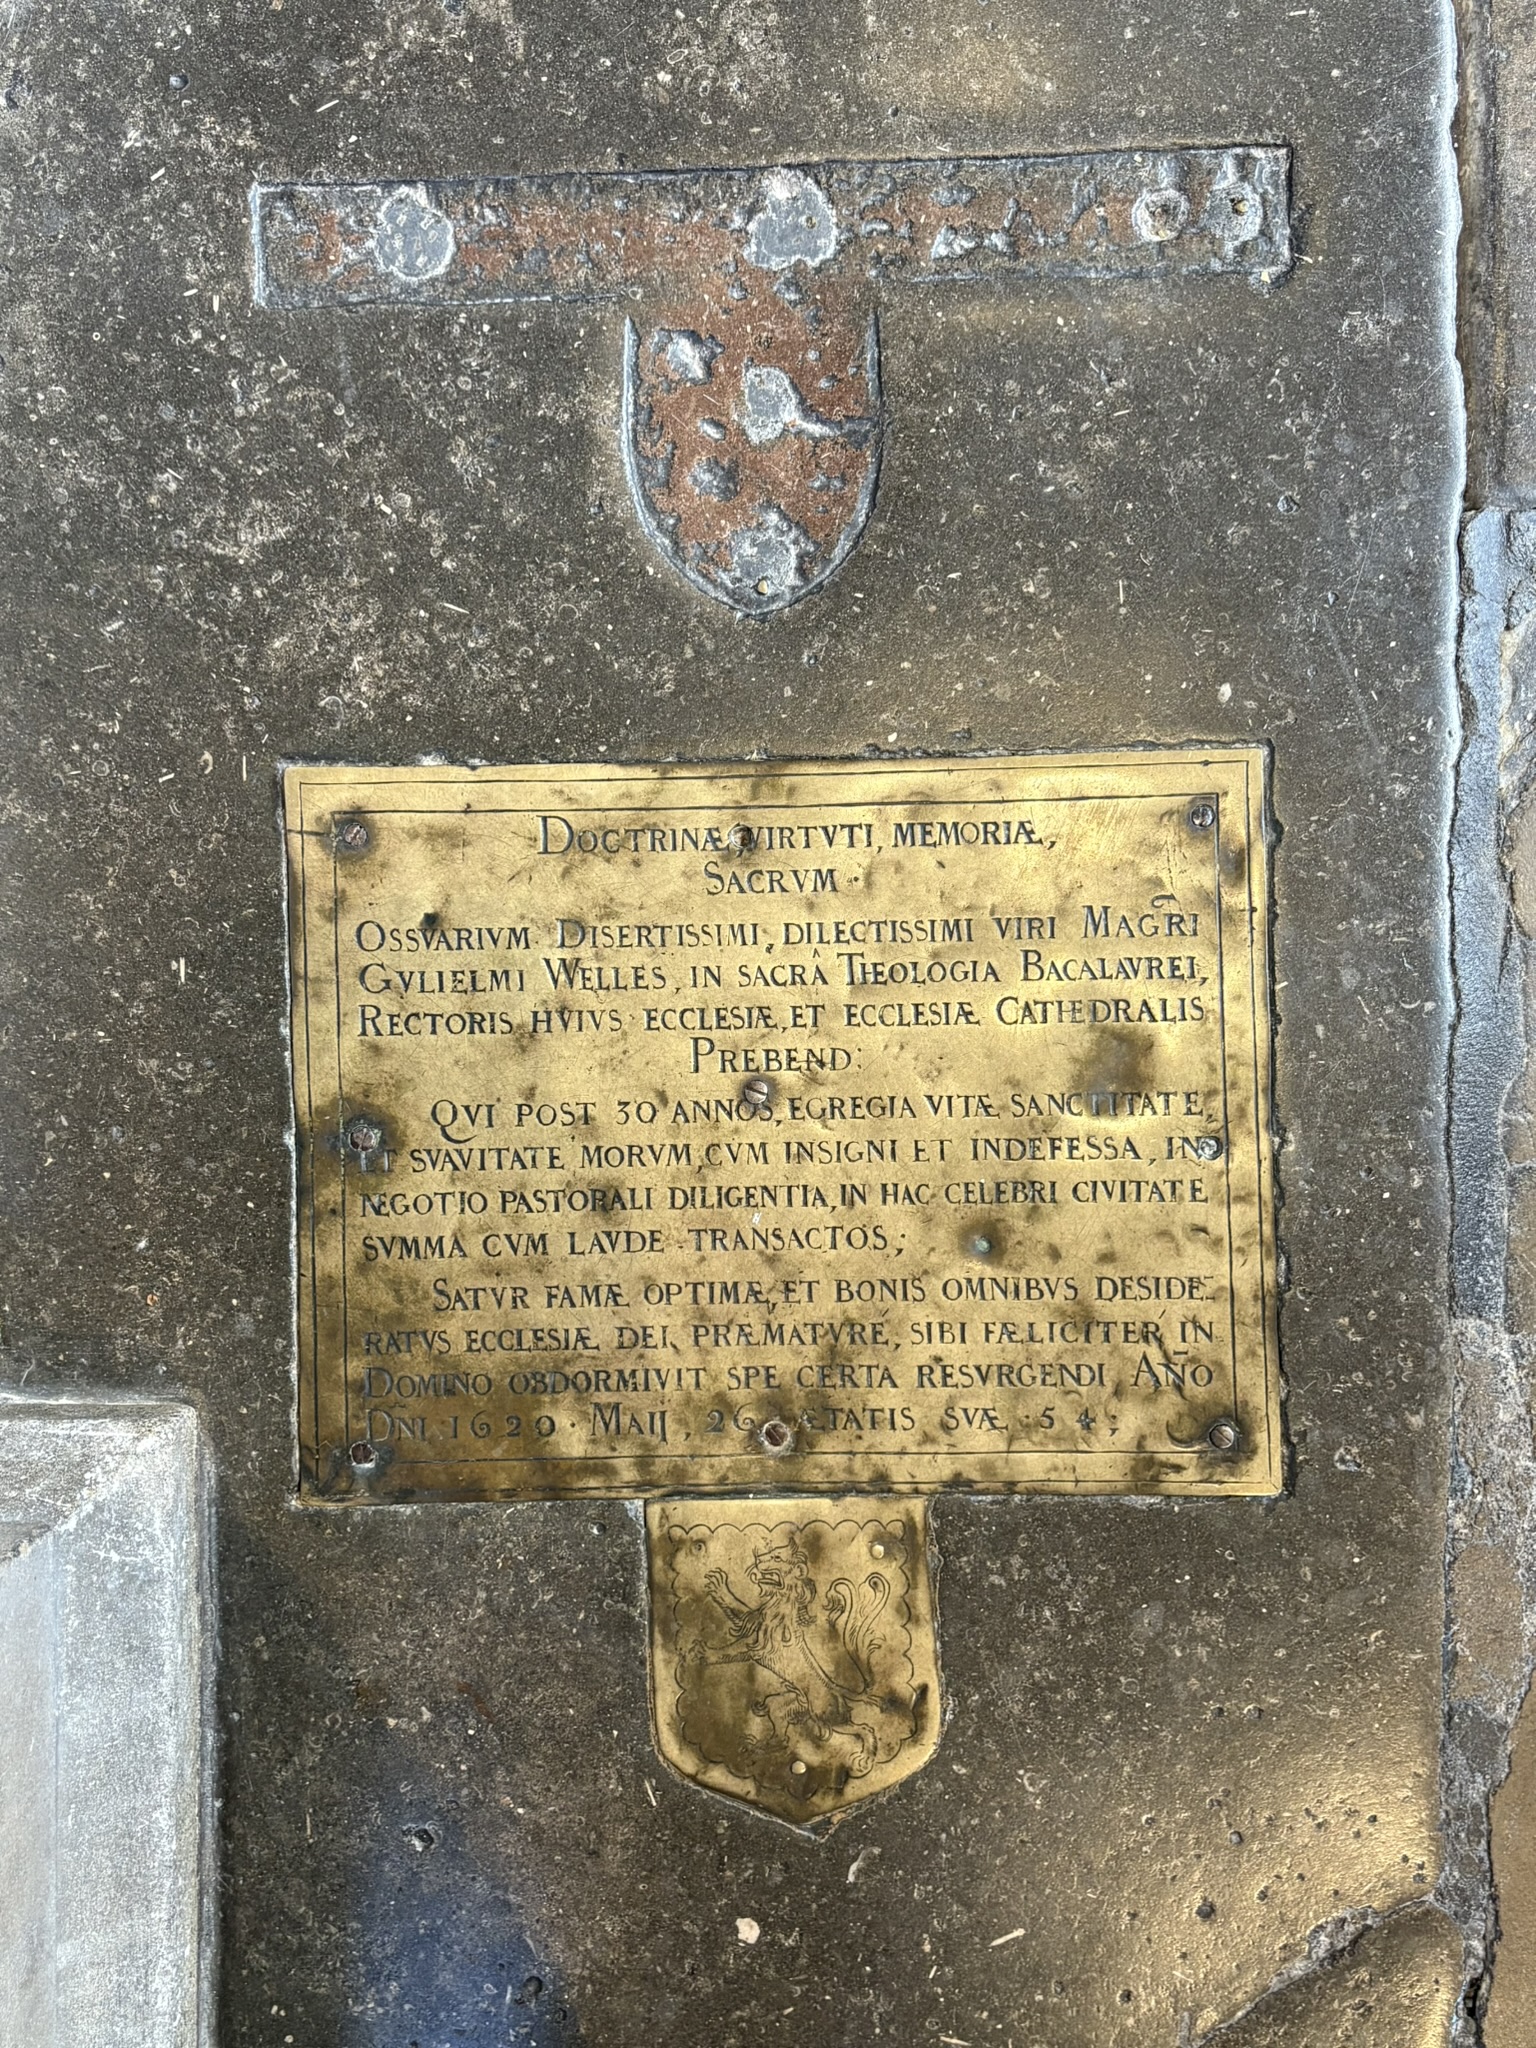 DOCTRINÆ, VIRTVTI, MEMORIÆ,
SACRVM·
OSSVARIVM DISERTISSIMI, DILECTISSIMI VIRI MAGR̃I
GVLIELMI WELLES, IN SACRÂ THEOLOGIA BACALAVREI,
RECTORIS HVIVS ECCLESIÆ, ET ECCLESIÆ CATHEDRALIS
PREBEND:
QVI POST 30 ANNOS, EGREGIA VITÆ SANCTITATE,
ET SVAVITATE MORVM, CVM INSIGNI ET INDEFESSA, IN
NEGOTIO PASTORALI DILIGENTIA, IN HAC CELEBRI CIVITATE
SVMMA CVM LAVDE TRANSACTOS;
SATVR FAMÆ OPTIMÆ, ET BONIS OMNIBVS DESIDE-
RATVS ECCLESIÆ DEI, PRÆMATVRE, SIBI FÆLICITER IN
DOMINO OBDORMIVIT SPE CERTA RESVRGENDI AÑO
DÑI 1620· MAIJ, 26 ÆTATIS SVÆ 54;